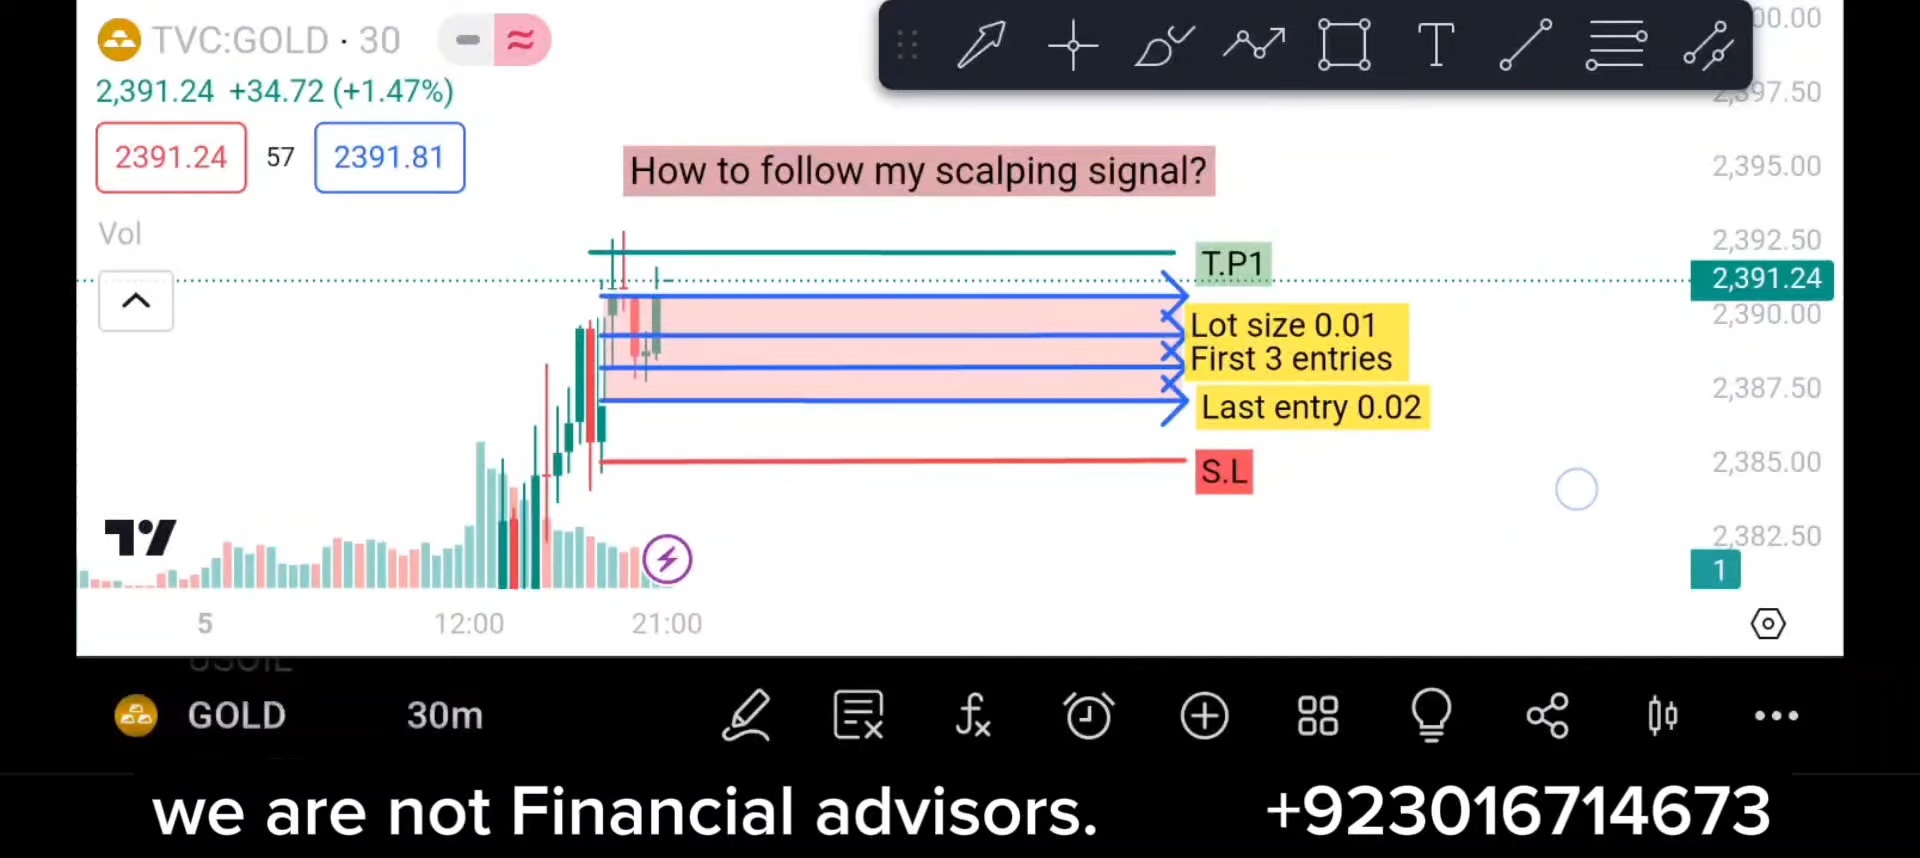 TVC:GOLD · 30
2,391.24 +34.72 (+1.47%)
2391.24 57 2391.81
Vol
How to follow my scalping signal?
T.P1
Lot size 0.01
First 3 entries
Last entry 0.02
S.L
00.00
2,397.50
2,395.00
2,392.50
2,391.24
2,390.00
2,387.50
2,385.00
2,382.50
1
5 12:00 21:00
USOIL
GOLD 30m
we are not Financial advisors. +923016714673